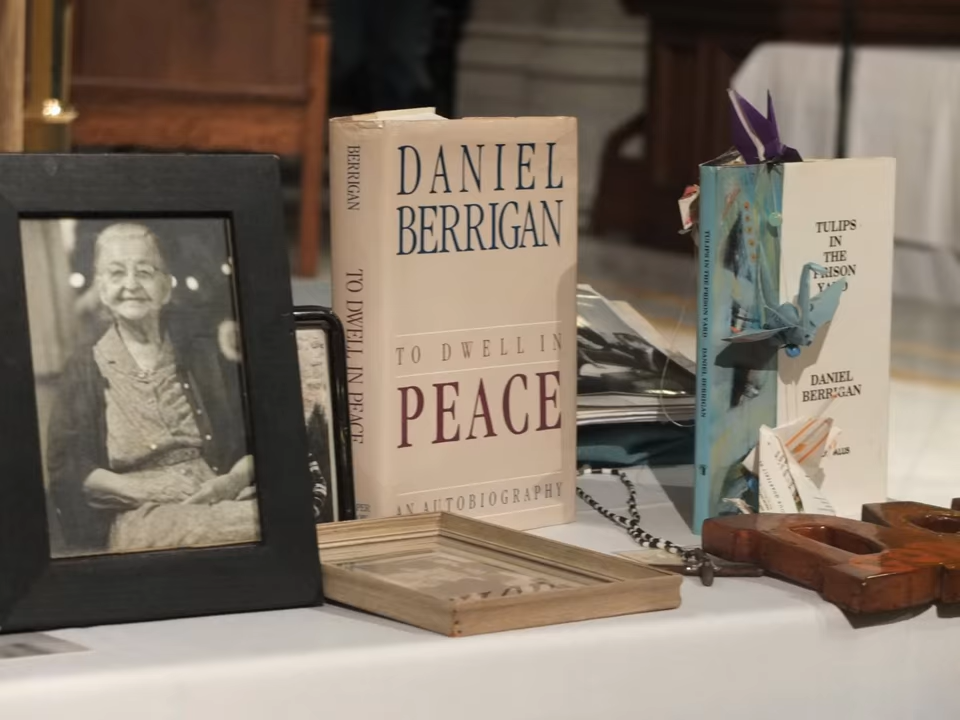 BERRIGAN
TO DWELL IN PEACE
DANIEL
BERRIGAN
TO DWELL IN
PEACE
AN AUTOBIOGRAPHY
TULIPS IN THE PRISON YARD DANIEL BERRIGAN
TULIPS
IN
THE
PRISON
YARD
DANIEL
BERRIGAN